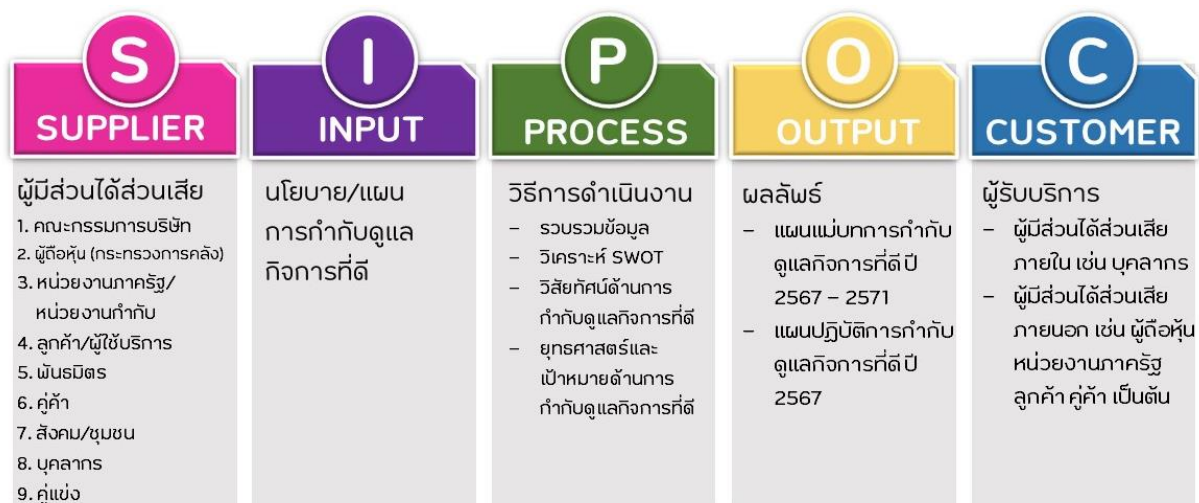 S
SUPPLIER
ผู้มีส่วนได้ส่วนเสีย
1. คณะกรรมการบริษัท
2. ผู้ถือหุ้น (กระทรวงการคลัง)
3. หน่วยงานภาครัฐ/
หน่วยงานกำกับ
4. ลูกค้า/ผู้ใช้บริการ
5. พันธมิตร
6. คู่ค้า
7. สังคม/ชุมชน
8. บุคลากร
9. คู่แข่ง
I
INPUT
นโยบาย/แผน
การกำกับดูแล
กิจการที่ดี
P
PROCESS
วิธีการดำเนินงาน
– รวบรวมข้อมูล
– วิเคราะห์ SWOT
– วิสัยทัศน์ด้านการ
กำกับดูแลกิจการที่ดี
– ยุทธศาสตร์และ
เป้าหมายด้านการ
กำกับดูแลกิจการที่ดี
O
OUTPUT
ผลลัพธ์
– แผนแม่บทการกำกับ
ดูแลกิจการที่ดี ปี
2567 – 2571
– แผนปฏิบัติการกำกับ
ดูแลกิจการที่ดี ปี
2567
C
CUSTOMER
ผู้รับบริการ
– ผู้มีส่วนได้ส่วนเสีย
ภายใน เช่น บุคลากร
– ผู้มีส่วนได้ส่วนเสีย
ภายนอก เช่น ผู้ถือหุ้น
หน่วยงานภาครัฐ
ลูกค้า คู่ค้า เป็นต้น